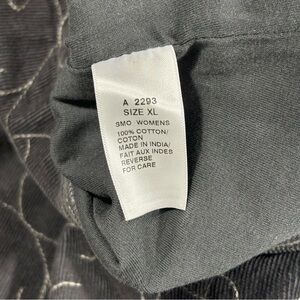 A 2293
SIZE XL
SMO WOMENS
100% COTTON/
COTON
MADE IN INDIA/
FAIT AUX INDES
REVERSE
FOR CARE